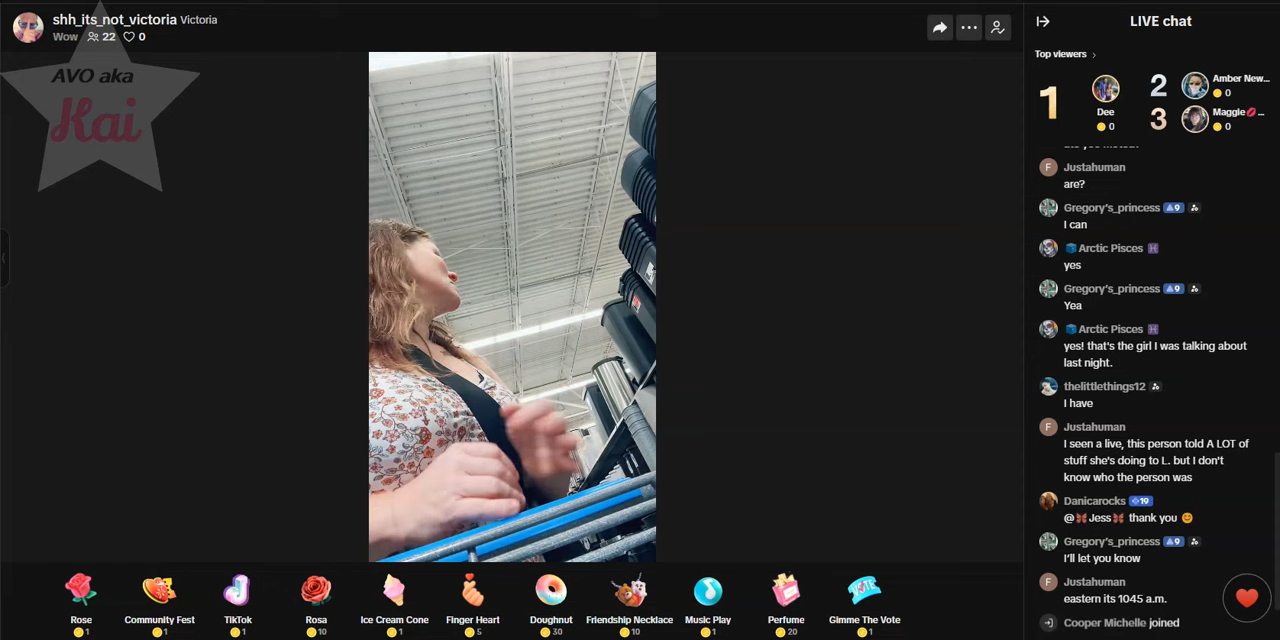 shh_its_not_victoria Victoria
Wow 22 0
AVO aka
Kai
LIVE chat
Top viewers
1 Dee 0
2 Amber New... 0
3 Maggie💋 ... 0
Justahuman
are?
Gregory's_princess 9
I can
Arctic Pisces H
yes
Gregory's_princess 9
Yea
Arctic Pisces H
yes! that's the girl I was talking about
last night.
thelittlethings12
I have
Justahuman
I seen a live, this person told A LOT of
stuff she's doing to L. but I don't
know who the person was
Danicarocks 19
@🦋Jess🦋 thank you 😊
Gregory's_princess 9
I'll let you know
Justahuman
eastern its 1045 a.m.
Cooper Michelle joined
Rose Community Fest TikTok Rosa Ice Cream Cone Finger Heart Doughnut Friendship Necklace Music Play Perfume Gimme The Vote
1 1 1 10 1 5 30 10 1 20 1
VOTE